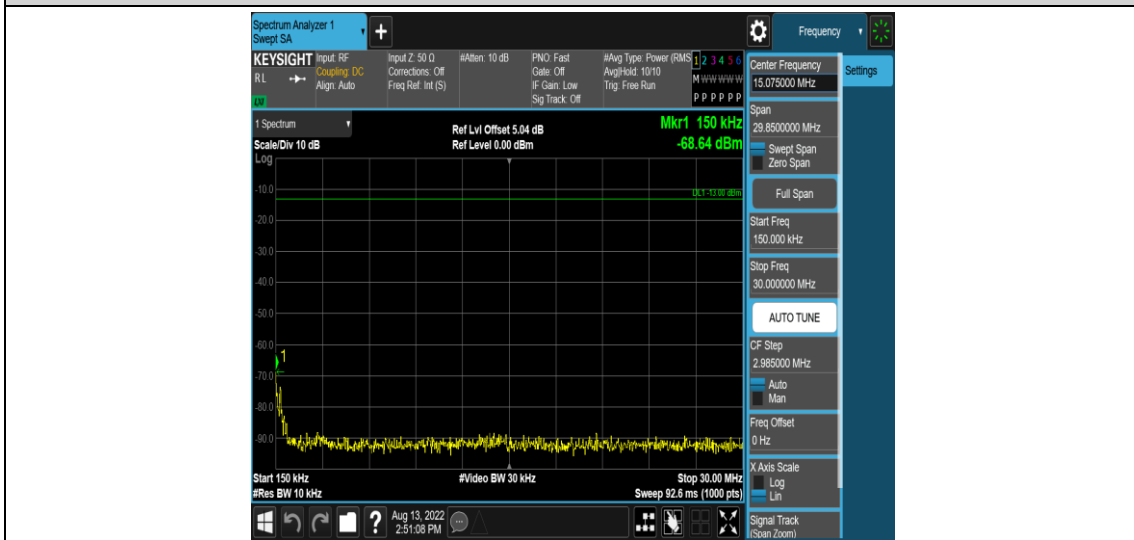 Spectrum Analyzer 1
Swept SA
+
Frequency
KEYSIGHT
RL
LM
Input: RF
Coupling: DC
Align: Auto
Input Z: 50 Ω
Corrections: Off
Freq Ref: Int (S)
#Atten: 10 dB
PNO: Fast
Gate: Off
IF Gain: Low
Sig Track: Off
#Avg Type: Power (RMS
Avg|Hold: 10/10
Trig: Free Run
1 2 3 4 5 6
M W W W W W
P P P P P P
1 Spectrum
Scale/Div 10 dB
Ref Lvl Offset 5.04 dB
Ref Level 0.00 dBm
Mkr1 150 kHz
-68.64 dBm
Log
DL1 -13.00 dBm
-10.0
-20.0
-30.0
-40.0
-50.0
-60.0
1
-70.0
-80.0
-90.0
Start 150 kHz
#Res BW 10 kHz
#Video BW 30 kHz
Stop 30.00 MHz
Sweep 92.6 ms (1000 pts)
?
Aug 13, 2022
2:51:08 PM
Center Frequency
15.075000 MHz
Settings
Span
29.8500000 MHz
Swept Span
Zero Span
Full Span
Start Freq
150.000 kHz
Stop Freq
30.000000 MHz
AUTO TUNE
CF Step
2.985000 MHz
Auto
Man
Freq Offset
0 Hz
X Axis Scale
Log
Lin
Signal Track
(Span Zoom)